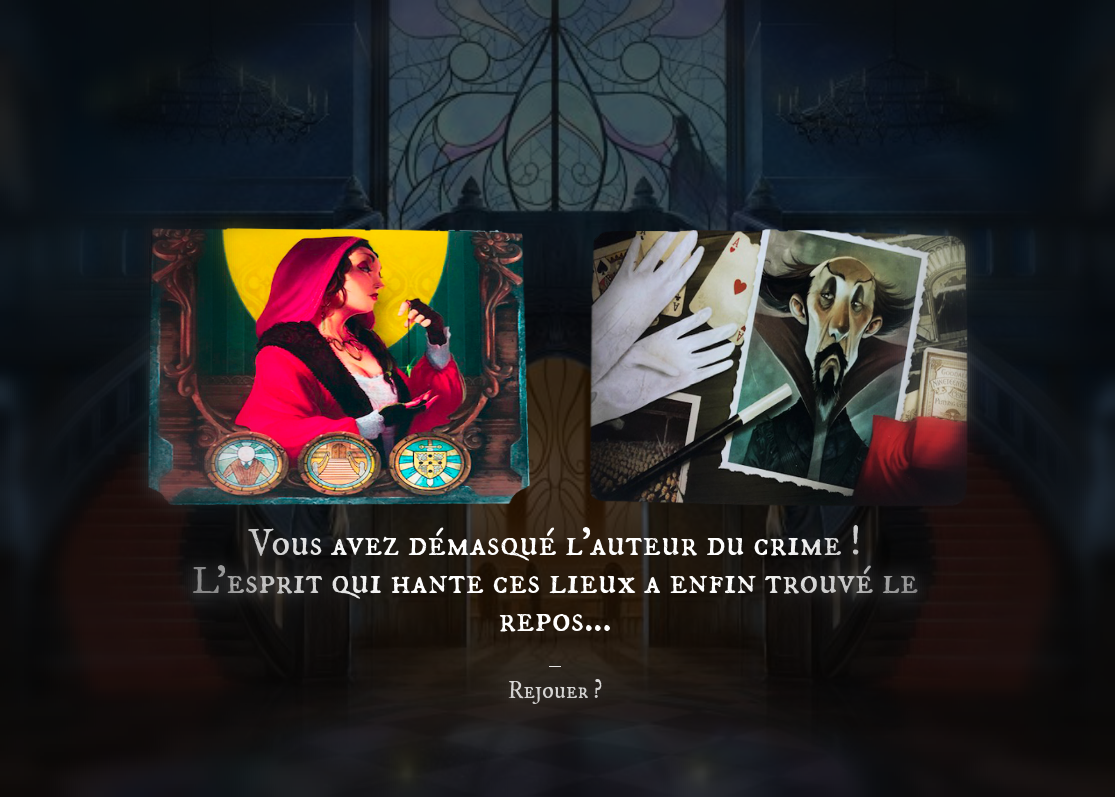 Vous avez démasqué l'auteur du crime !
L'esprit qui hante ces lieux a enfin trouvé le
repos...
–
Rejouer ?